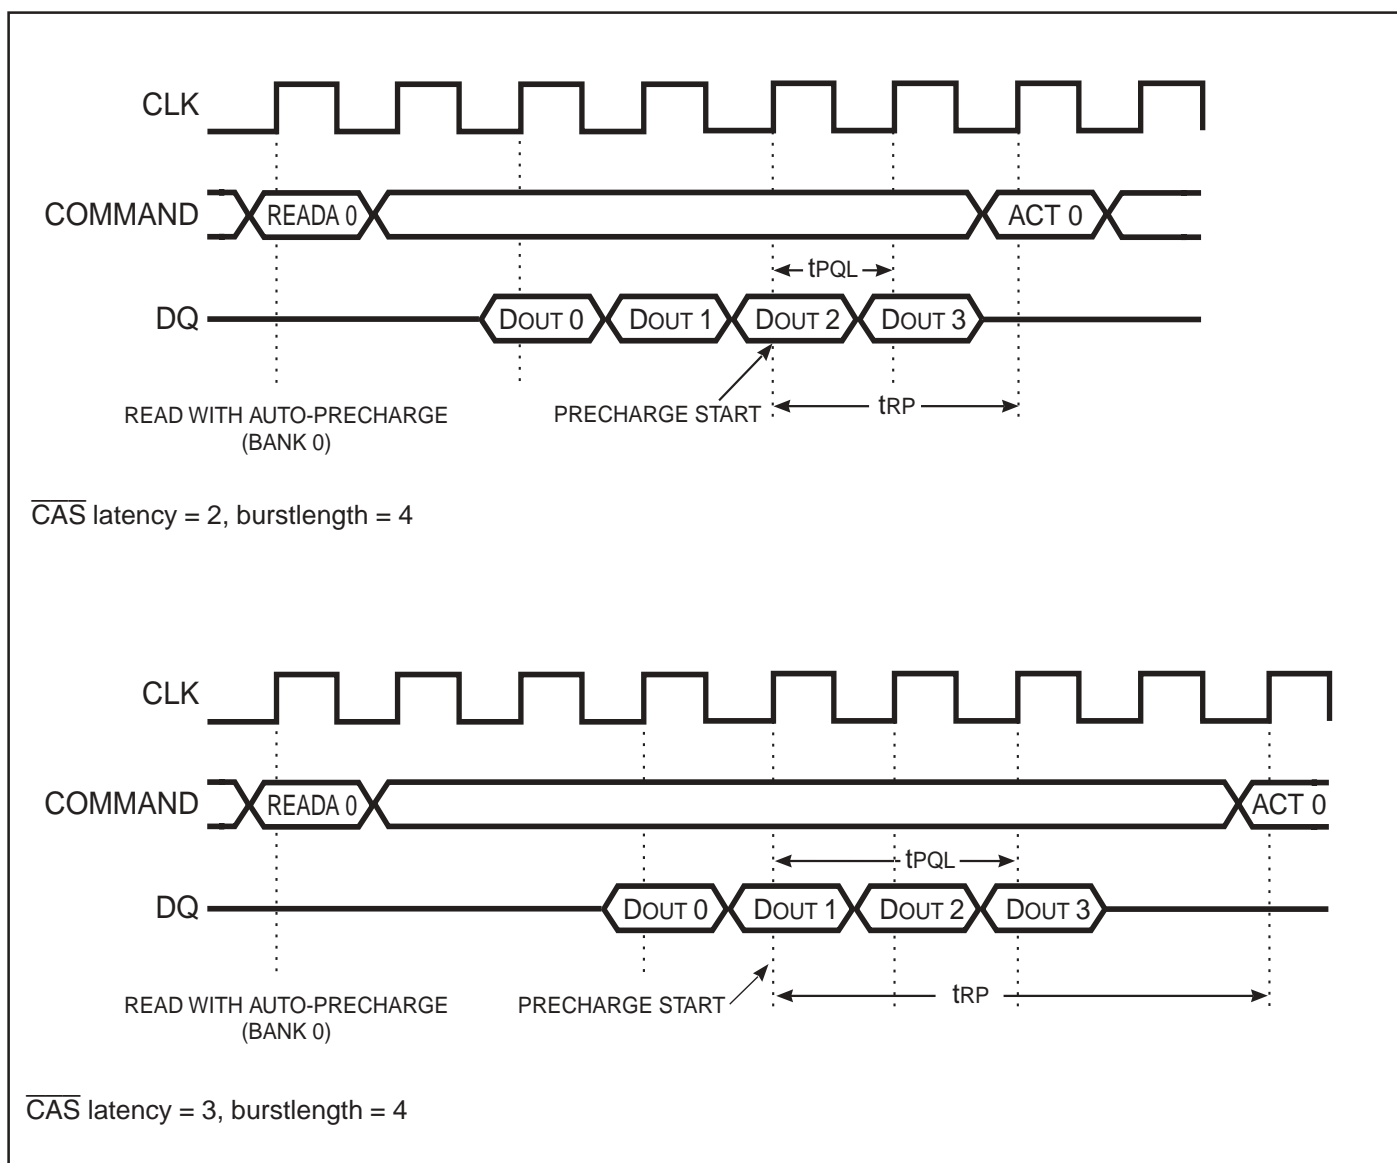 CLK
COMMAND
READA 0
ACT 0
tPQL
DQ
DOUT 0
DOUT 1
DOUT 2
DOUT 3
READ WITH AUTO-PRECHARGE
(BANK 0)
PRECHARGE START
tRP
CAS latency = 2, burstlength = 4
CLK
COMMAND
READA 0
ACT 0
tPQL
DQ
DOUT 0
DOUT 1
DOUT 2
DOUT 3
READ WITH AUTO-PRECHARGE
(BANK 0)
PRECHARGE START
tRP
CAS latency = 3, burstlength = 4